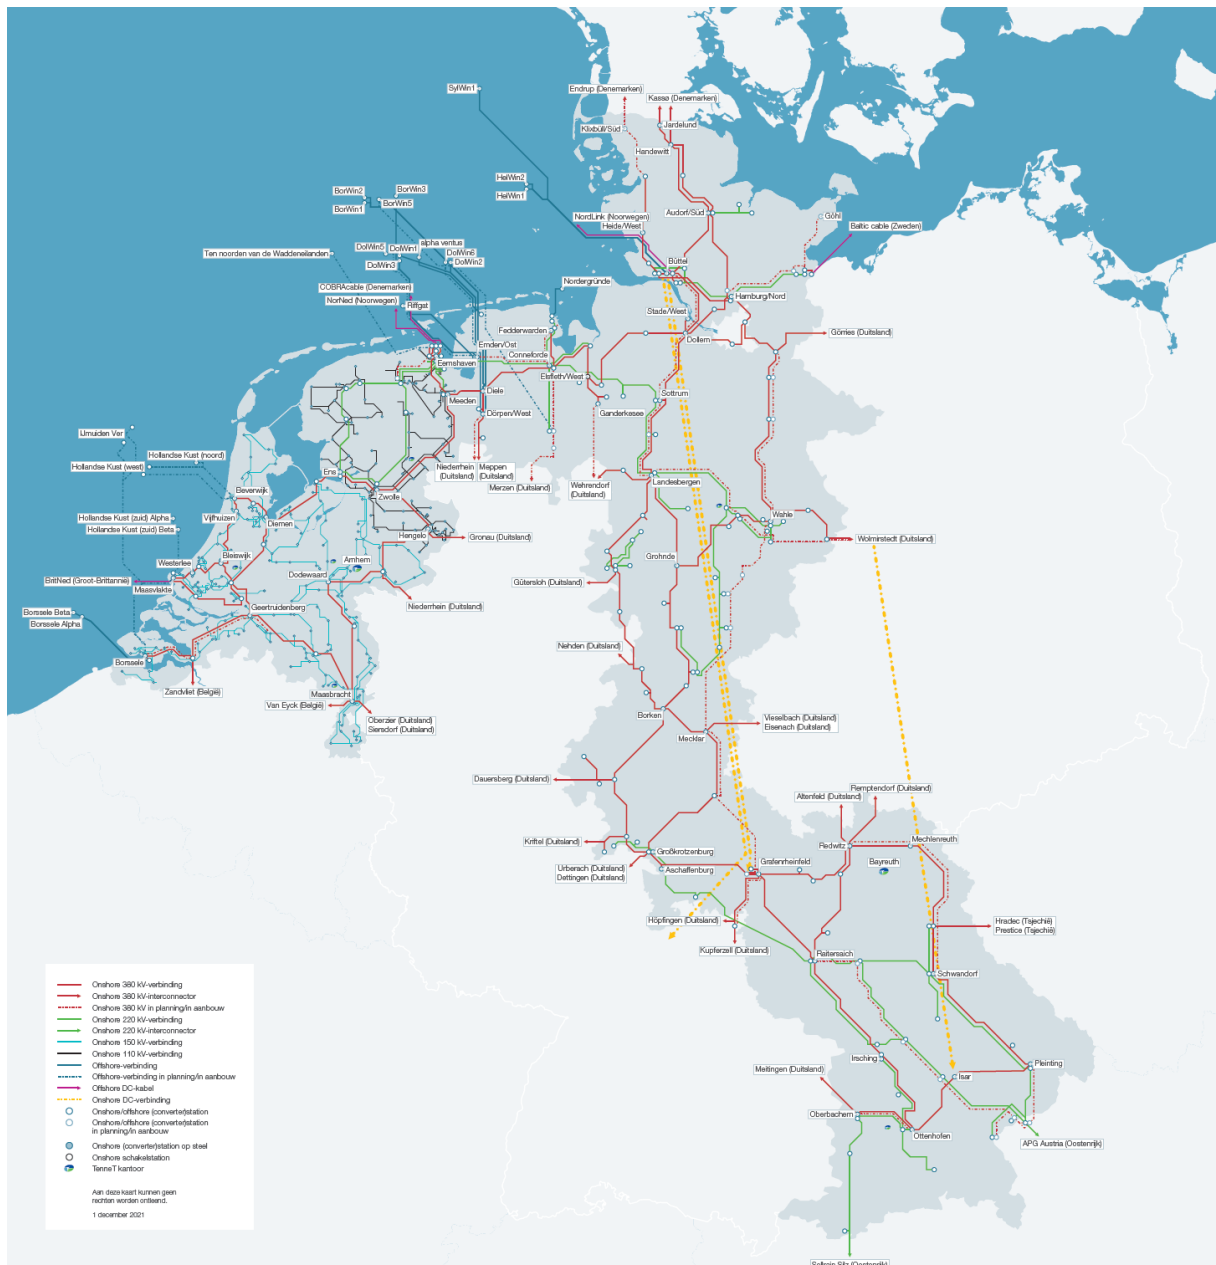 SylWin1
Endrup (Denemarken)
Kassø (Denemarken)
Klixbüll/Süd
Jardelund
Handewitt
HelWin2
HelWin1
BorWin2
BorWin3
BorWin1
BorWin5
NordLink (Noorwegen)
Heide/West
Audorf/Süd
Göhl
Baltic cable (Zweden)
Ten noorden van de Waddeneilanden
DolWin5
DolWin1
alpha ventus
DolWin6
DolWin3
DolWin2
Büttel
COBRAcable (Denemarken)
NorNed (Noorwegen)
Riffgat
Nordergründe
Hamburg/Nord
Stade/West
Fedderwarden
Dollern
Görries (Duitsland)
Emden/Ost
Conneforde
Eemshaven
Elsfleth/West
Diele
Meeden
Sottrum
Dörpen/West
Ganderkesee
IJmuiden Ver
Hollandse Kust (noord)
Hollandse Kust (west)
Ens
Niederrhein
(Duitsland)
Meppen
(Duitsland)
Merzen (Duitsland)
Wehrendorf
(Duitsland)
Landesbergen
Beverwijk
Zwolle
Hollandse Kust (zuid) Alpha
Vijfhuizen
Diemen
Wahle
Hollandse Kust (zuid) Beta
Hengelo
Gronau (Duitsland)
Wolmirstedt (Duitsland)
Bleiswijk
Arnhem
Grohnde
Westerlee
Dodewaard
BritNed (Groot-Brittannië)
Maasvlakte
Gütersloh (Duitsland)
Geertruidenberg
Niederrhein (Duitsland)
Borssele Beta
Borssele Alpha
Nehden (Duitsland)
Borssele
Zandvliet (België)
Maasbracht
Van Eyck (België)
Oberzier (Duitsland)
Siersdorf (Duitsland)
Borken
Vieselbach (Duitsland)
Eisenach (Duitsland)
Mecklar
Dauersberg (Duitsland)
Remptendorf (Duitsland)
Altenfeld (Duitsland)
Kriftel (Duitsland)
Großkrotzenburg
Redwitz
Mechlenreuth
Urberach (Duitsland)
Dettingen (Duitsland)
Aschaffenburg
Grafenrheinfeld
Bayreuth
Höpfingen (Duitsland)
Hradec (Tsjechië)
Prestice (Tsjechië)
Kupferzell (Duitsland)
Raitersaich
Schwandorf
Irsching
Pleinting
Meitingen (Duitsland)
Isar
Oberbachern
Ottenhofen
APG Austria (Oostenrijk)
Sellrain Silz (Oostenrijk)
Onshore 380 kV-verbinding
Onshore 380 kV-interconnector
Onshore 380 kV in planning/in aanbouw
Onshore 220 kV-verbinding
Onshore 220 kV-interconnector
Onshore 150 kV-verbinding
Onshore 110 kV-verbinding
Offshore-verbinding
Offshore-verbinding in planning/in aanbouw
Offshore DC-kabel
Onshore DC-verbinding
Onshore/offshore (converter)station
Onshore/offshore (converter)station
in planning/in aanbouw
Onshore (converter)station op steel
Onshore schakelstation
TenneT kantoor
Aan deze kaart kunnen geen
rechten worden ontleend.
1 december 2021